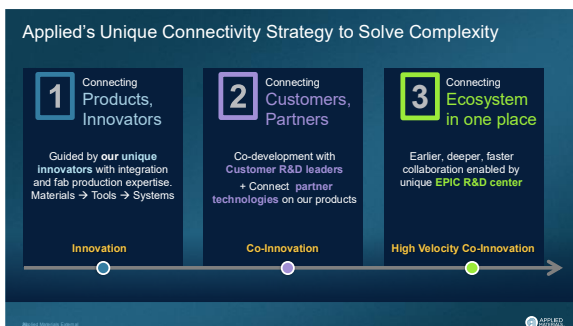 Applied's Unique Connectivity Strategy to Solve Complexity
1
Connecting
Products,
Innovators
Guided by our unique
innovators with integration
and fab production expertise.
Materials → Tools → Systems
Innovation
2
Connecting
Customers,
Partners
Co-development with
Customer R&D leaders
+ Connect partner
technologies on our products
Co-Innovation
3
Connecting
Ecosystem
in one place
Earlier, deeper, faster
collaboration enabled by
unique EPIC R&D center
High Velocity Co-Innovation
Applied Materials External
APPLIED
MATERIALS